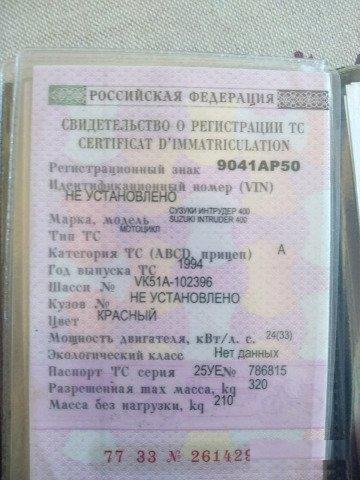 РОССИЙСКАЯ ФЕДЕРАЦИЯ
СВИДЕТЕЛЬСТВО О РЕГИСТРАЦИИ ТС
CERTIFICAT D'IMMATRICULATION
Регистрационный знак 9041АР50
Идентификационный номер (VIN)
НЕ УСТАНОВЛЕНО
СУЗУКИ ИНТРУДЕР 400
Марка, модель SUZUKI INTRUDER 400
Тип ТС МОТОЦИКЛ
Категория ТС (ABCD, прицеп) А
Год выпуска ТС 1994
Шасси № VK51A-102396
Кузов № НЕ УСТАНОВЛЕНО
Цвет КРАСНЫЙ
Мощность двигателя, кВт/л. с. 24(33)
Экологический класс Нет данных
Паспорт ТС серия 25УЕ № 786815
Разрешенная max масса, kg 320
Масса без нагрузки, kg 210
77 33 № 261429